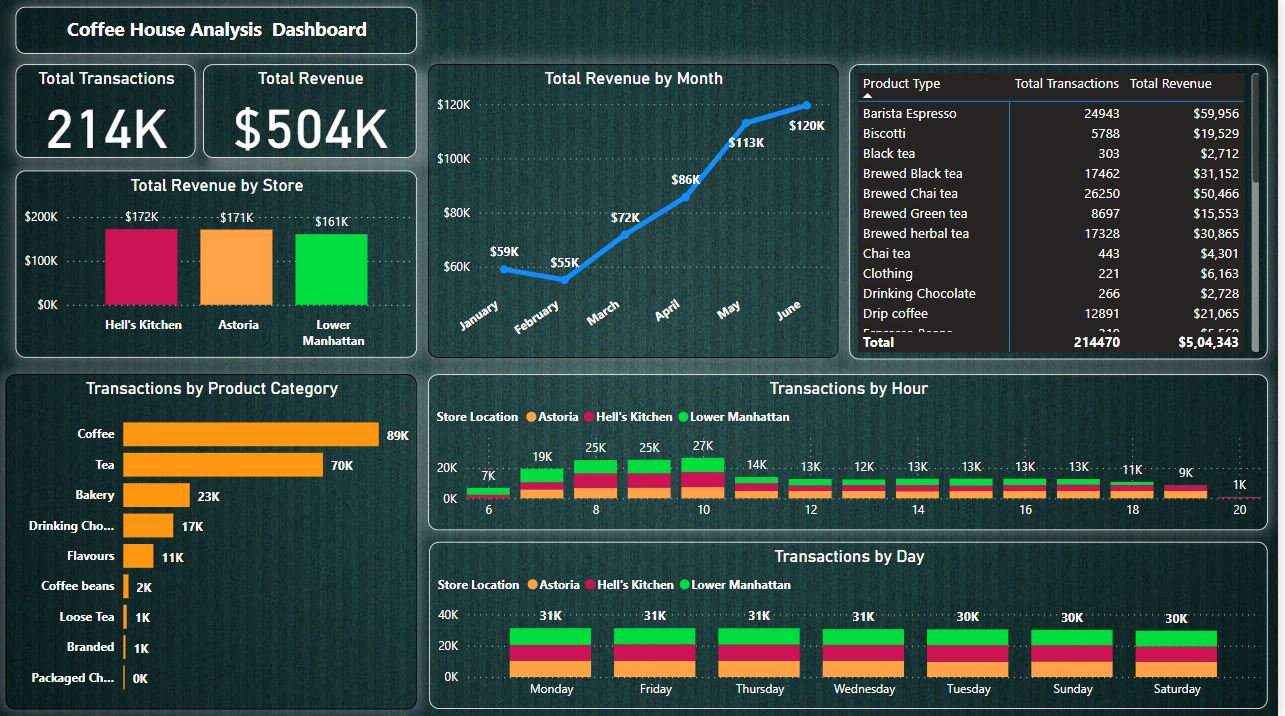 Coffee House Analysis  Dashboard
Total Transactions
214K
Total Revenue
$504K
Total Revenue by Store
$200K
$100K
$0K
$172K
$171K
$161K
Hell's Kitchen
Astoria
Lower
Manhattan
Total Revenue by Month
$120K
$100K
$80K
$60K
$59K
$55K
$72K
$86K
$113K
$120K
January
February
March
April
May
June
Product Type Total Transactions Total Revenue
Barista Espresso 24943 $59,956
Biscotti 5788 $19,529
Black tea 303 $2,712
Brewed Black tea 17462 $31,152
Brewed Chai tea 26250 $50,466
Brewed Green tea 8697 $15,553
Brewed herbal tea 17328 $30,865
Chai tea 443 $4,301
Clothing 221 $6,163
Drinking Chocolate 266 $2,728
Drip coffee 12891 $21,065
Total 214470 $5,04,343
Transactions by Product Category
Coffee 89K
Tea 70K
Bakery 23K
Drinking Cho... 17K
Flavours 11K
Coffee beans 2K
Loose Tea 1K
Branded 1K
Packaged Ch... 0K
Transactions by Hour
Store Location Astoria Hell's Kitchen Lower Manhattan
20K
0K
7K
19K
25K
25K
27K
14K
13K
12K
13K
13K
13K
13K
11K
9K
1K
6 8 10 12 14 16 18 20
Transactions by Day
Store Location Astoria Hell's Kitchen Lower Manhattan
40K
20K
0K
31K 31K 31K 31K 30K 30K 30K
Monday Friday Thursday Wednesday Tuesday Sunday Saturday